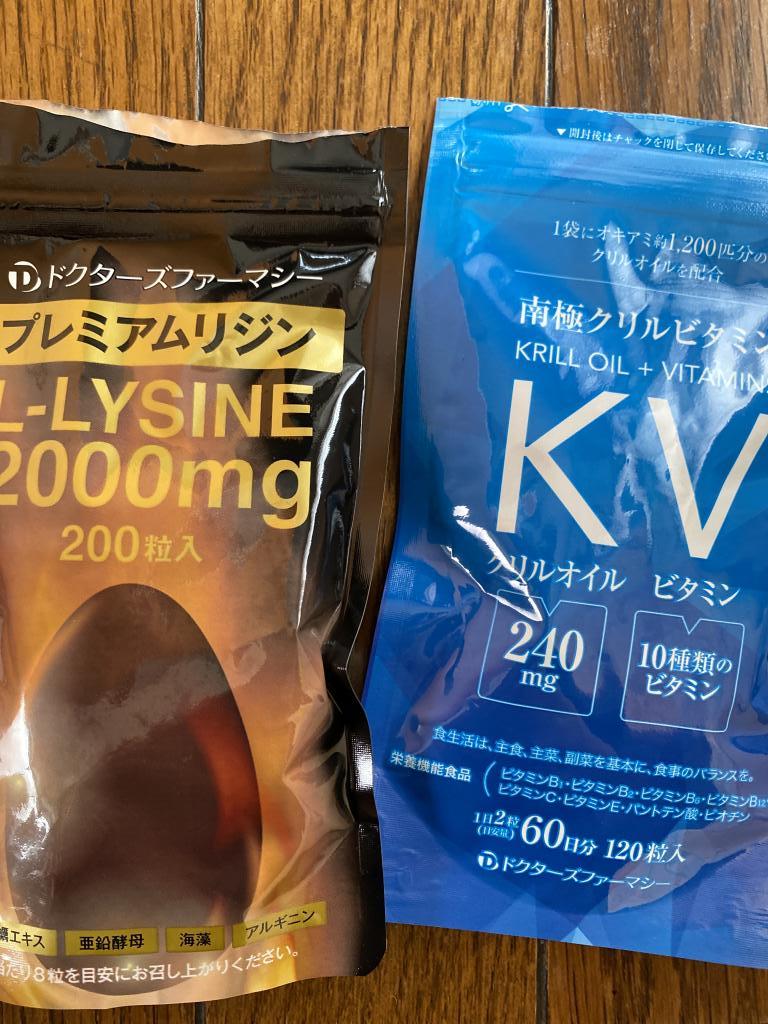 ドクターズファーマシー
プレミアムリジン
L-LYSINE
2000mg
200粒入
エキス
亜鉛酵母
海藻
アルギニン
当たり8粒を目安にお召し上がりください。
▼開封後はチャックを閉じて保存してください
1袋にオキアミ約1,200匹分の
クリルオイルを配合
南極クリルビタミン
KRILL OIL + VITAMIN
KV
クリルオイル ビタミン
240
mg
10種類の
ビタミン
食生活は、主食、主菜、副菜を基本に、食事のバランスを。
栄養機能食品
ビタミンB1・ビタミンB2・ビタミンB6・ビタミンB12
ビタミンC・ビタミンE・パントテン酸・ビオチン
1日2粒
(目安量)
60日分 120粒入
ドクターズファーマシー